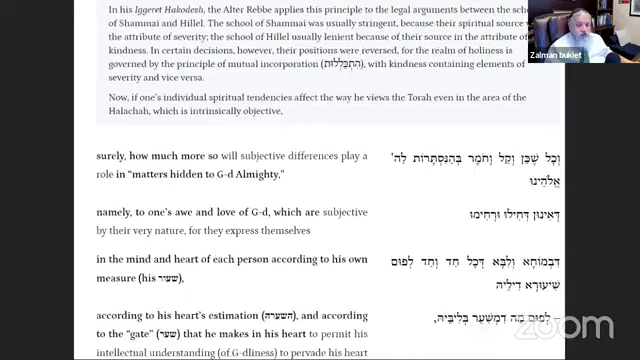 In his Iggeret Hakodesh, the Alter Rebbe applies this principle to the legal arguments between the
of Shammai and Hillel. The school of Shammai was usually stringent, because their spiritual source
the attribute of severity; the school of Hillel usually lenient because of their source in the attribute of
kindness. In certain decisions, however, their positions were reversed, for the realm of holiness is
governed by the principle of mutual incorporation (הִתְכַּלְלוּת), with kindness containing elements of
severity and vice versa.
Now, if one's individual spiritual tendencies affect the way he views the Torah even in the area of the
Halachah, which is intrinsically objective,
surely, how much more so will subjective differences play a
role in “matters hidden to G-d Almighty,”
וְכָל שֶׁכֵּן וְקַל וָחֹמֶר בְּהַנִּסְתָּרוֹת לַה'
אֱלֹהֵינוּ
namely, to one's awe and love of G-d, which are subjective
by their very nature, for they express themselves
דְּאִינּוּן דְּחִילוּ וּרְחִימוּ
in the mind and heart of each person according to his own
measure (his שיעור),
דִּבְמוֹחָא וְלִבָּא דְּכָל חַד וְחַד לְפוּם
שִׁיעוּרָא דִילֵיהּ
according to his heart's estimation (השערה), and according
to the “gate” (שער) that he makes in his heart to permit his
intellectual understanding (of G-dliness) to pervade his heart
– לְפוּם מַה דִּמְשַׁעֵר בְּלִיבֵּיהּ,
Zalman bukiet
zoom